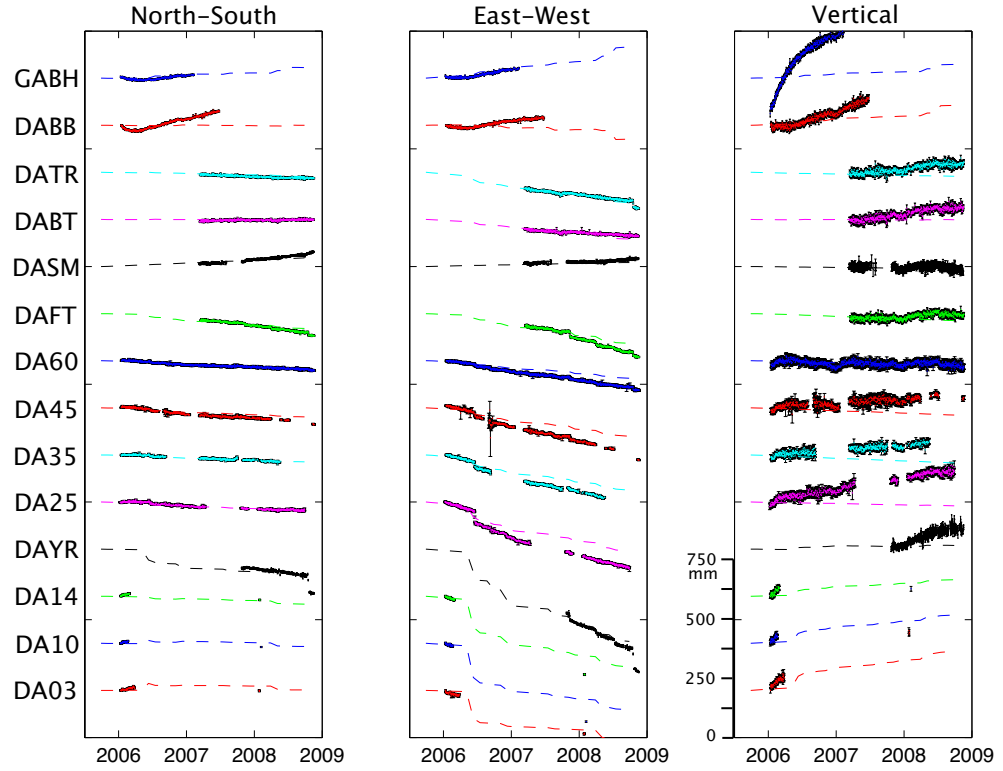 North-South East-West Vertical
GABH
DABB
DATR
DABT
DASM
DAFT
DA60
DA45
DA35
DA25
DAYR
750
mm
DA14
500
DA10
250
DA03
0
2006 2007 2008 2009 2006 2007 2008 2009 2006 2007 2008 2009